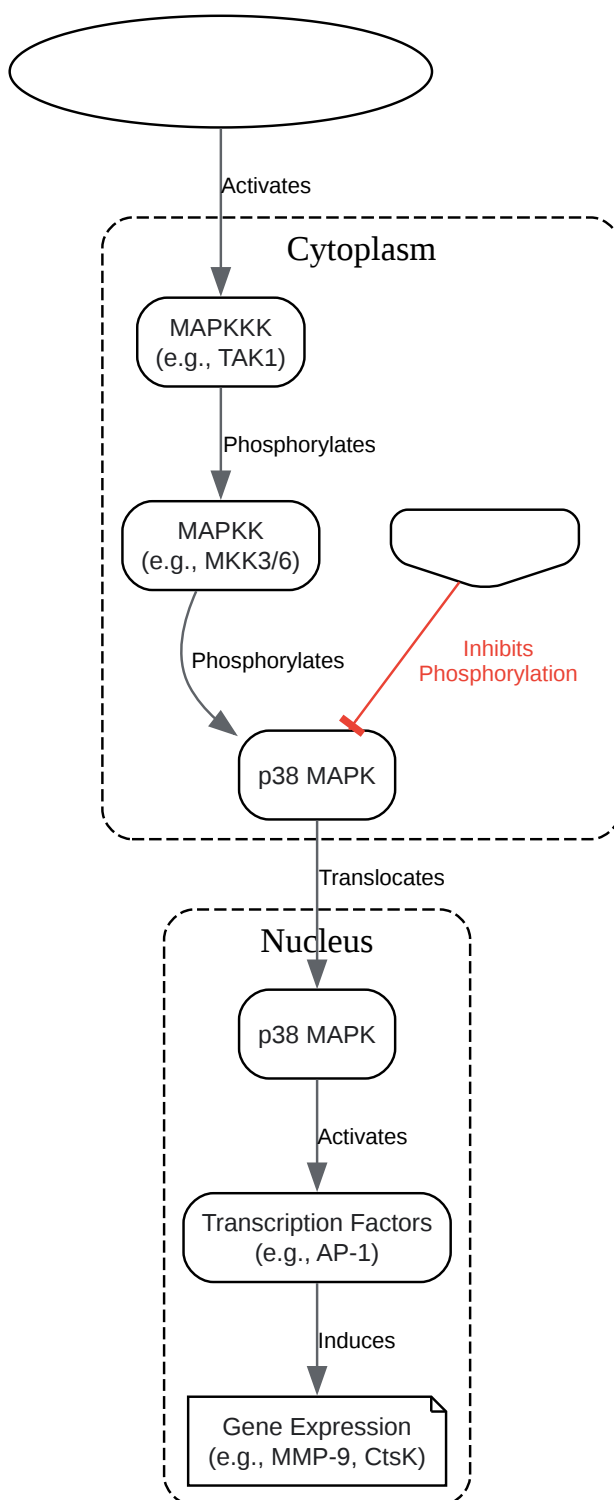 Activates
Cytoplasm
MAPKKK
(e.g., TAK1)
Phosphorylates
MAPKK
(e.g., MKK3/6)
Phosphorylates
Inhibits
Phosphorylation
p38 MAPK
Translocates
Nucleus
p38 MAPK
Activates
Transcription Factors
(e.g., AP-1)
Induces
Gene Expression
(e.g., MMP-9, CtsK)